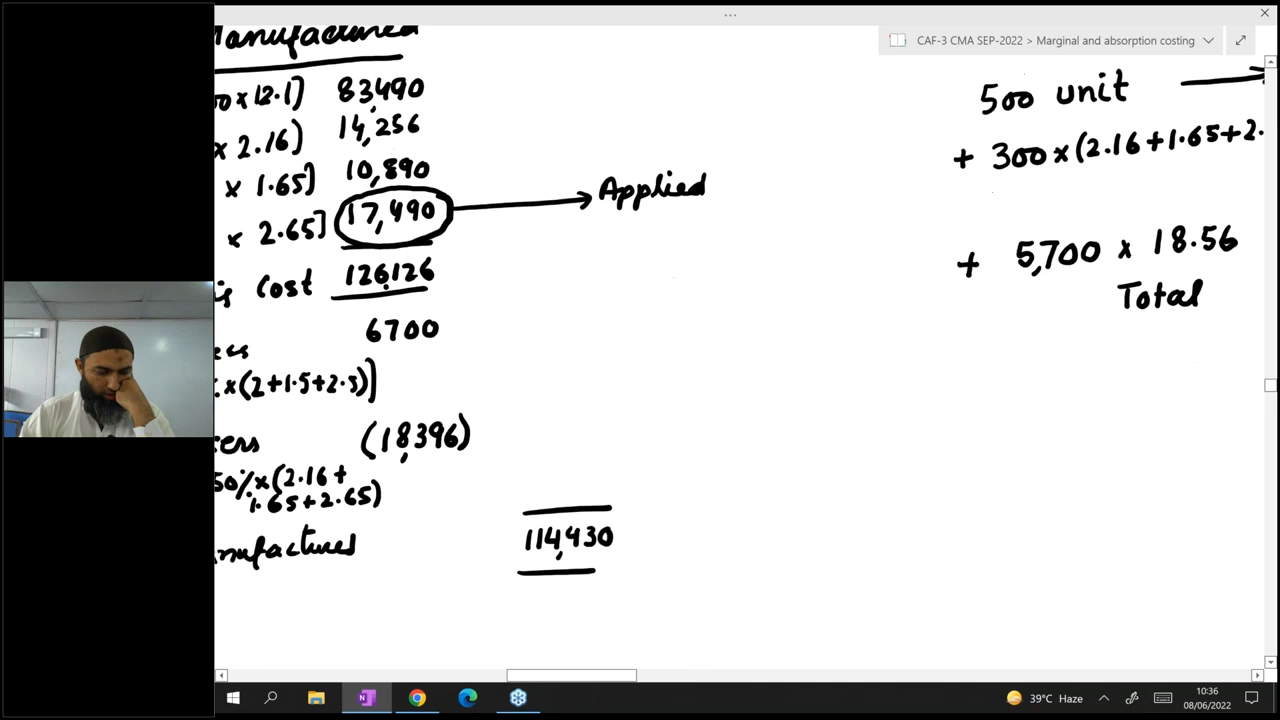 CAF-3 CMA SEP-2022 > Marginal and absorption costing
Manufactured
00 x 12.1] 83,490
x 2.16] 14,256
x 1.65] 10,890
x 2.65] 17,490 Applied
is Cost 126,126
6700
x (2+1.5+2.3)]
(18,396)
50% x (2.16 +
1.65 + 2.65)
nufactures 114,430
500 unit
+ 300 x (2.16 + 1.65 + 2.
+ 5,700 x 18.56
Total
39°C Haze
10:36
08/06/2022